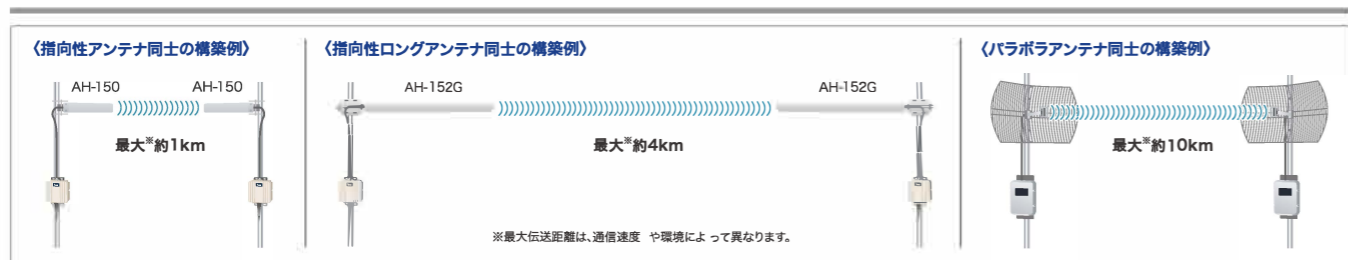 〈指向性アンテナ同士の構築例〉
AH-150 AH-150
最大※約1km
〈指向性ロングアンテナ同士の構築例〉
AH-152G AH-152G
最大※約4km
※最大伝送距離は、通信速度 や環境によって異なります。
〈パラボラアンテナ同士の構築例〉
最大※約10km